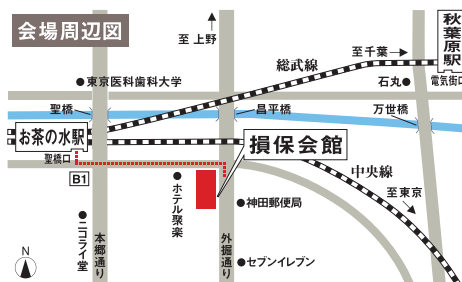 会場周辺図
至 上野
秋葉原駅
電気街口
至千葉
総武線
石丸
東京医科歯科大学
聖橋
昌平橋
万世橋
お茶の水駅
聖橋口
B1
損保会館
中央線
至東京
ホテル聚楽
神田郵便局
ニコライ堂
本郷通り
外掘通り
セブンイレブン
N